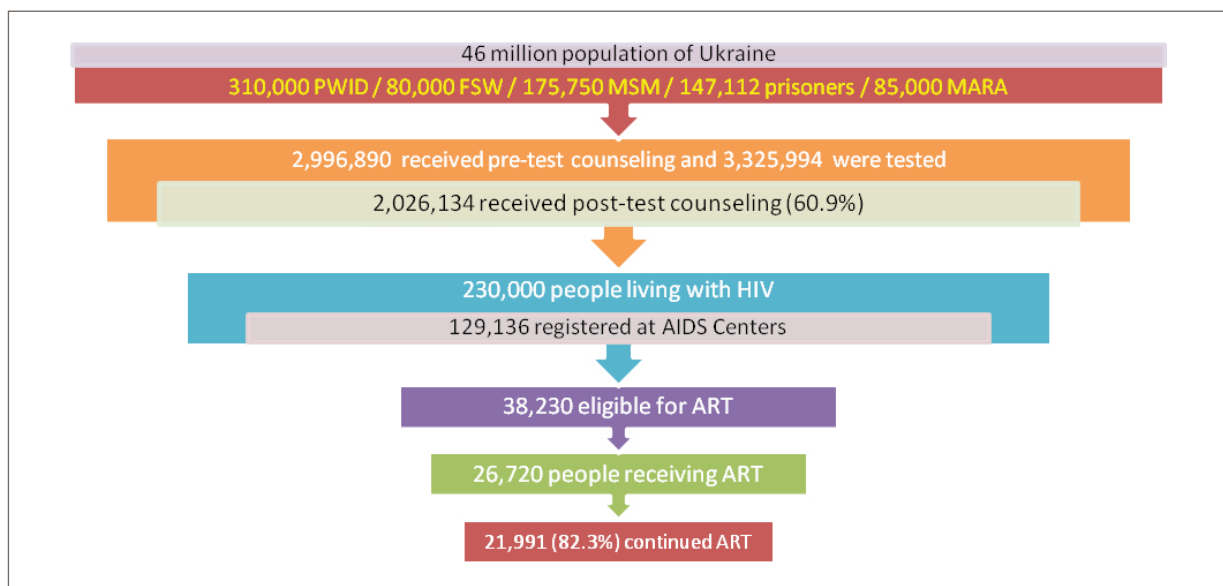 46 million population of Ukraine
310,000 PWID / 80,000 FSW / 175,750 MSM / 147,112 prisoners / 85,000 MARA
2,996,890 received pre-test counseling and 3,325,994 were tested
2,026,134 received post-test counseling (60.9%)
230,000 people living with HIV
129,136 registered at AIDS Centers
38,230 eligible for ART
26,720 people receiving ART
21,991 (82.3%) continued ART